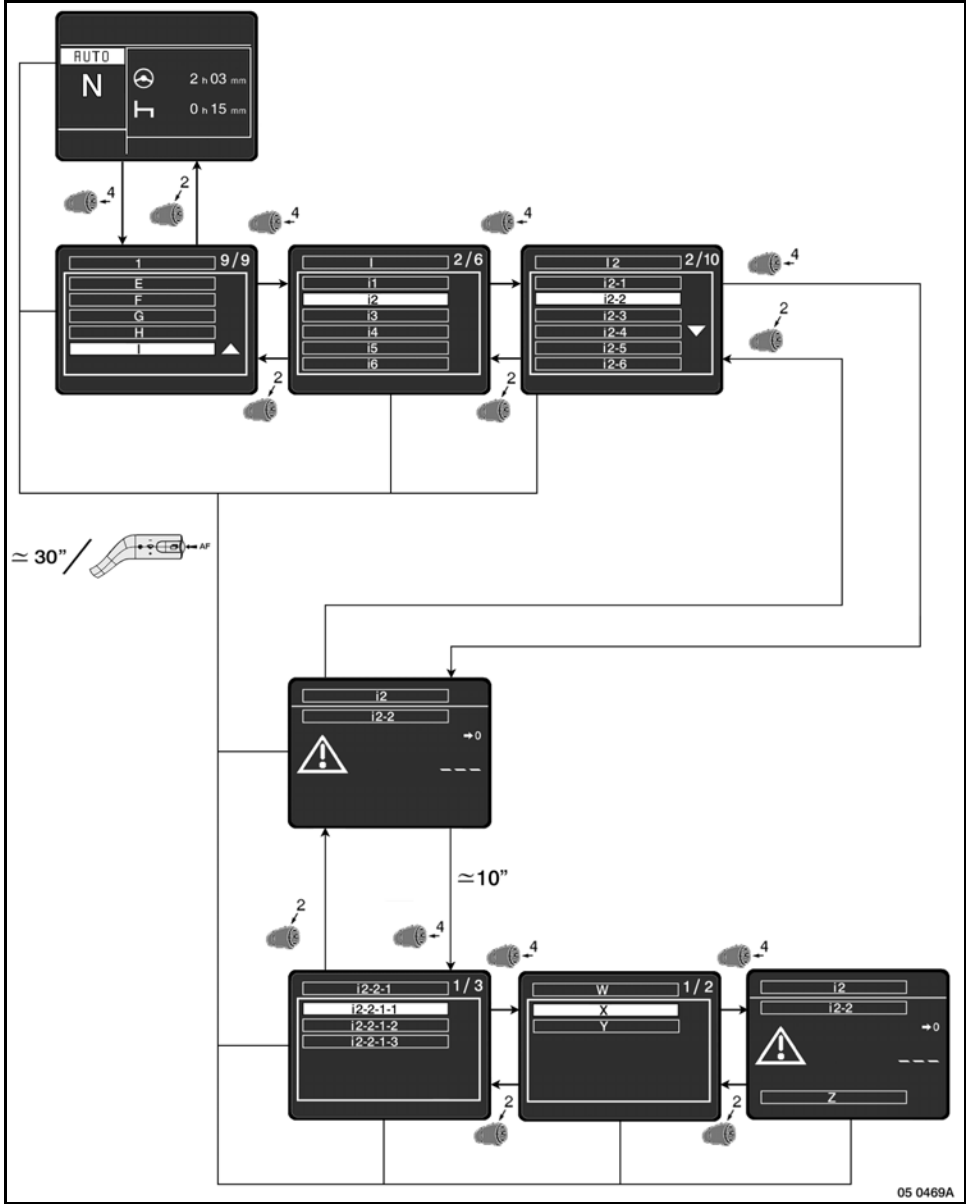 AUTO
N
2 h 03 mm
0 h 15 mm
4
2
4
4
1 9/9
E
F
G
H
I
I 2/6
i1
i2
i3
i4
i5
i6
I2 2/10
i2-1
i2-2
i2-3
i2-4
i2-5
i2-6
4
2
2
2
≃ 30” /
AF
i2
i2-2
→0
– – –
≃10”
2
4
4
4
i2-2-1 1/3
i2-2-1-1
i2-2-1-2
i2-2-1-3
W 1/2
X
Y
i2
i2-2
→0
– – –
Z
2
2
05 0469A